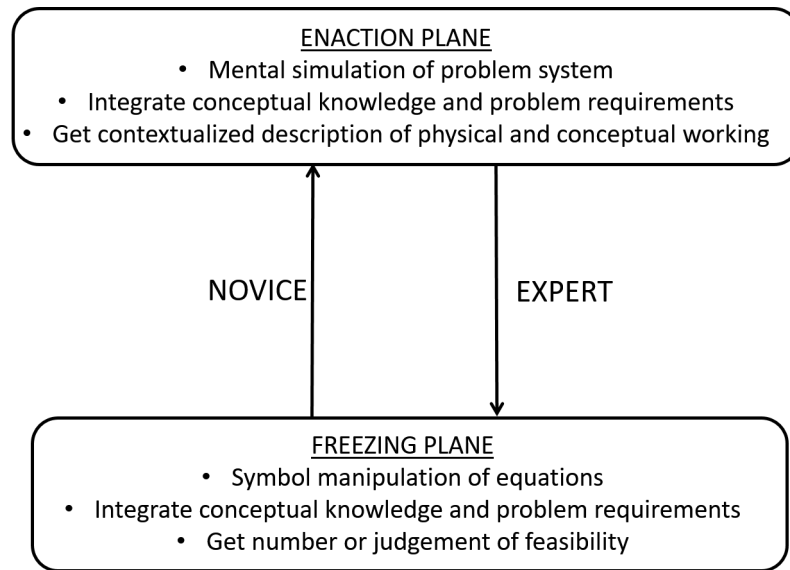 ENACTION PLANE
• Mental simulation of problem system
• Integrate conceptual knowledge and problem requirements
• Get contextualized description of physical and conceptual working
NOVICE
EXPERT
FREEZING PLANE
• Symbol manipulation of equations
• Integrate conceptual knowledge and problem requirements
• Get number or judgement of feasibility